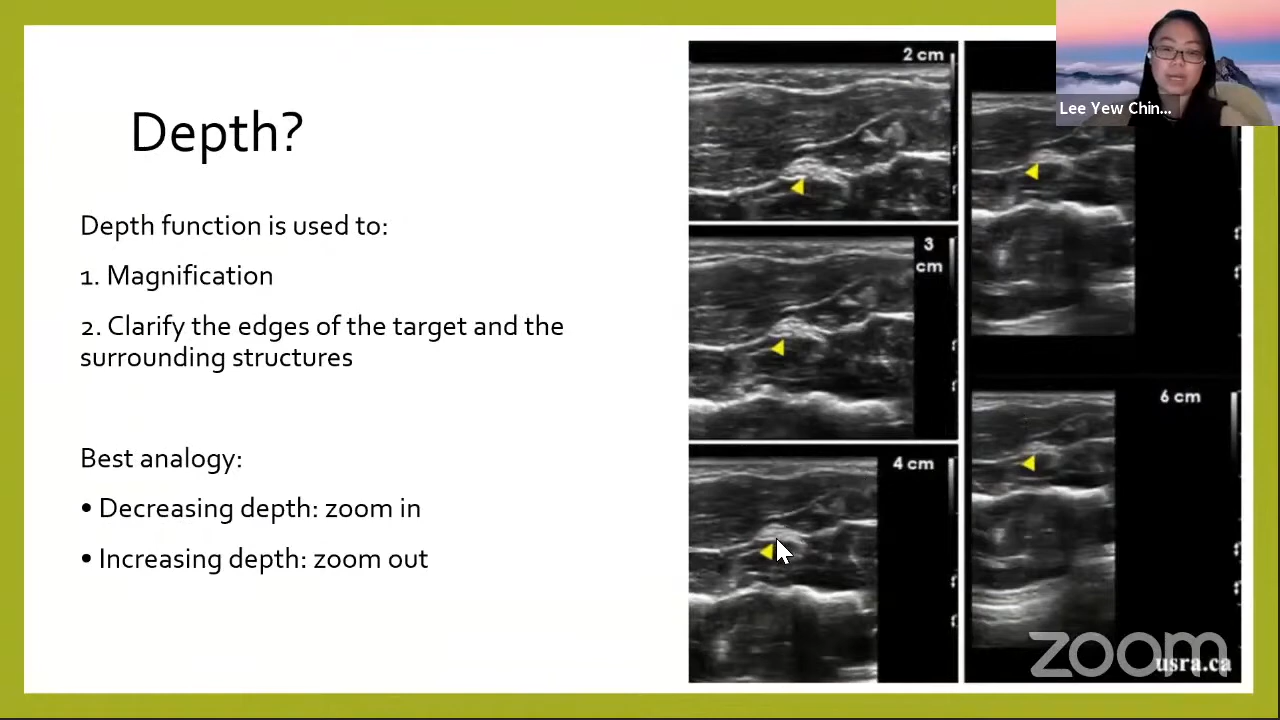 Depth?
Depth function is used to:
1. Magnification
2. Clarify the edges of the target and the
surrounding structures
Best analogy:
• Decreasing depth: zoom in
• Increasing depth: zoom out
2 cm
3
cm
4 cm
6 cm
Lee Yew Chin...
zoom
usra.ca